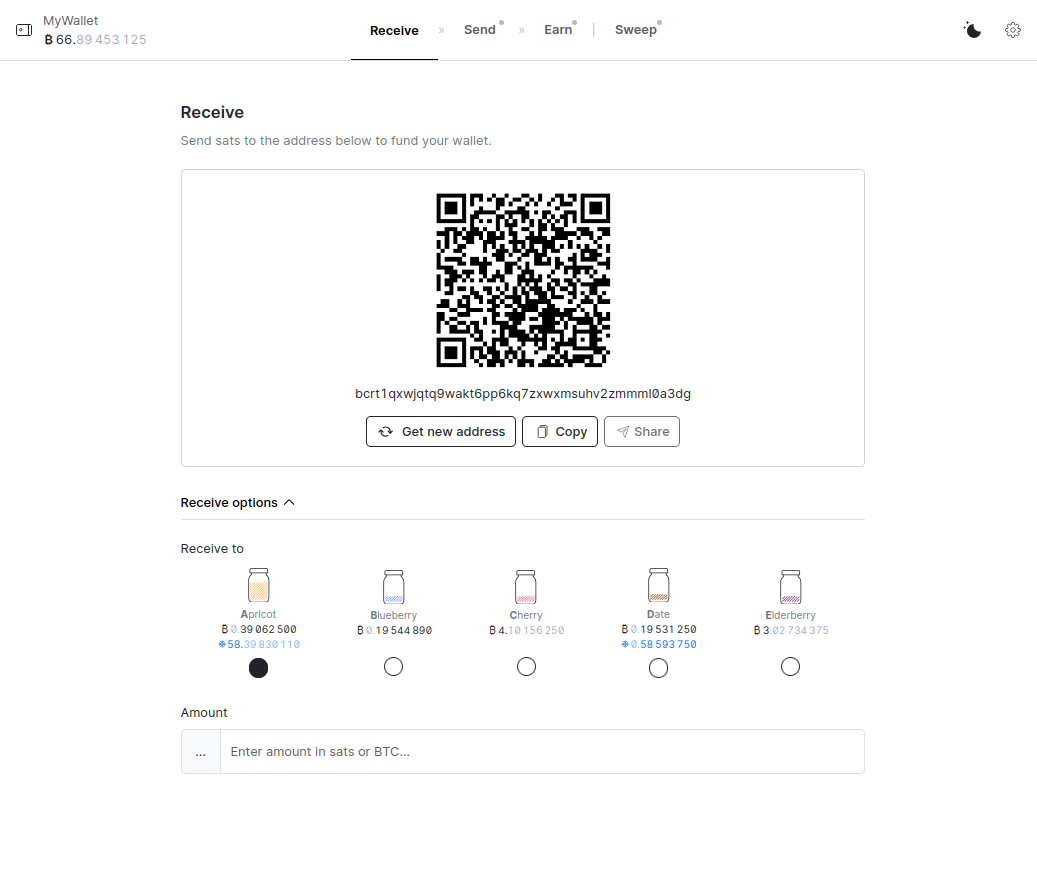 MyWallet
₿ 66.89 453 125
Receive » Send » Earn | Sweep
Receive
Send sats to the address below to fund your wallet.
bcrt1qxwjqtq9wakt6pp6kq7zxwxmsuhv2zmmml0a3dg
Get new address Copy Share
Receive options
Receive to
Apricot Blueberry Cherry Date Elderberry
₿ 0.39 062 500 ₿ 0.19 544 890 ₿ 4.10 156 250 ₿ 0.19 531 250 ₿ 3.02 734 375
58.39 830 110 0.58 593 750
Amount
... Enter amount in sats or BTC...